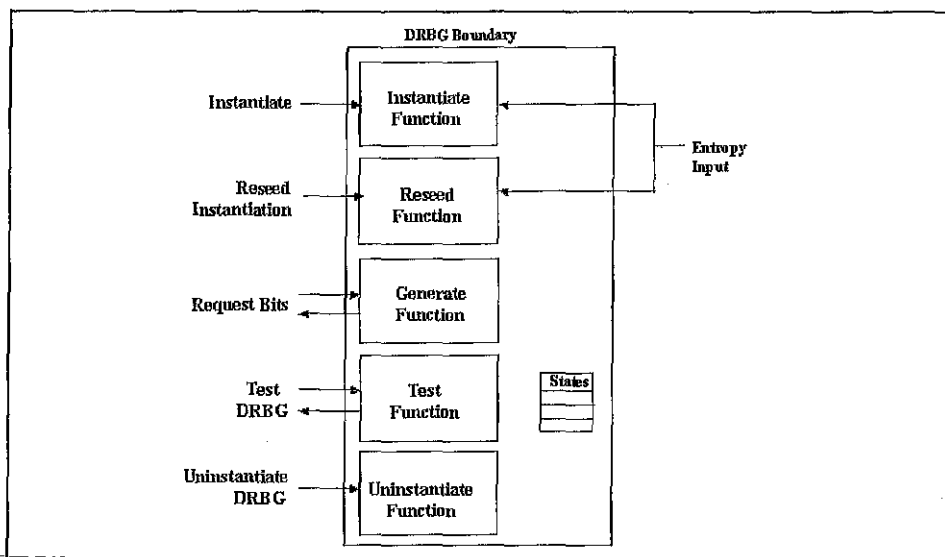 DRBG Boundary
Instantiate
Instantiate
Function
Entropy
Input
Reseed
Instantiation
Reseed
Function
Request Bits
Generate
Function
Test
DRBG
Test
Function
States
Uninstantiate
DRBG
Uninstantiate
Function